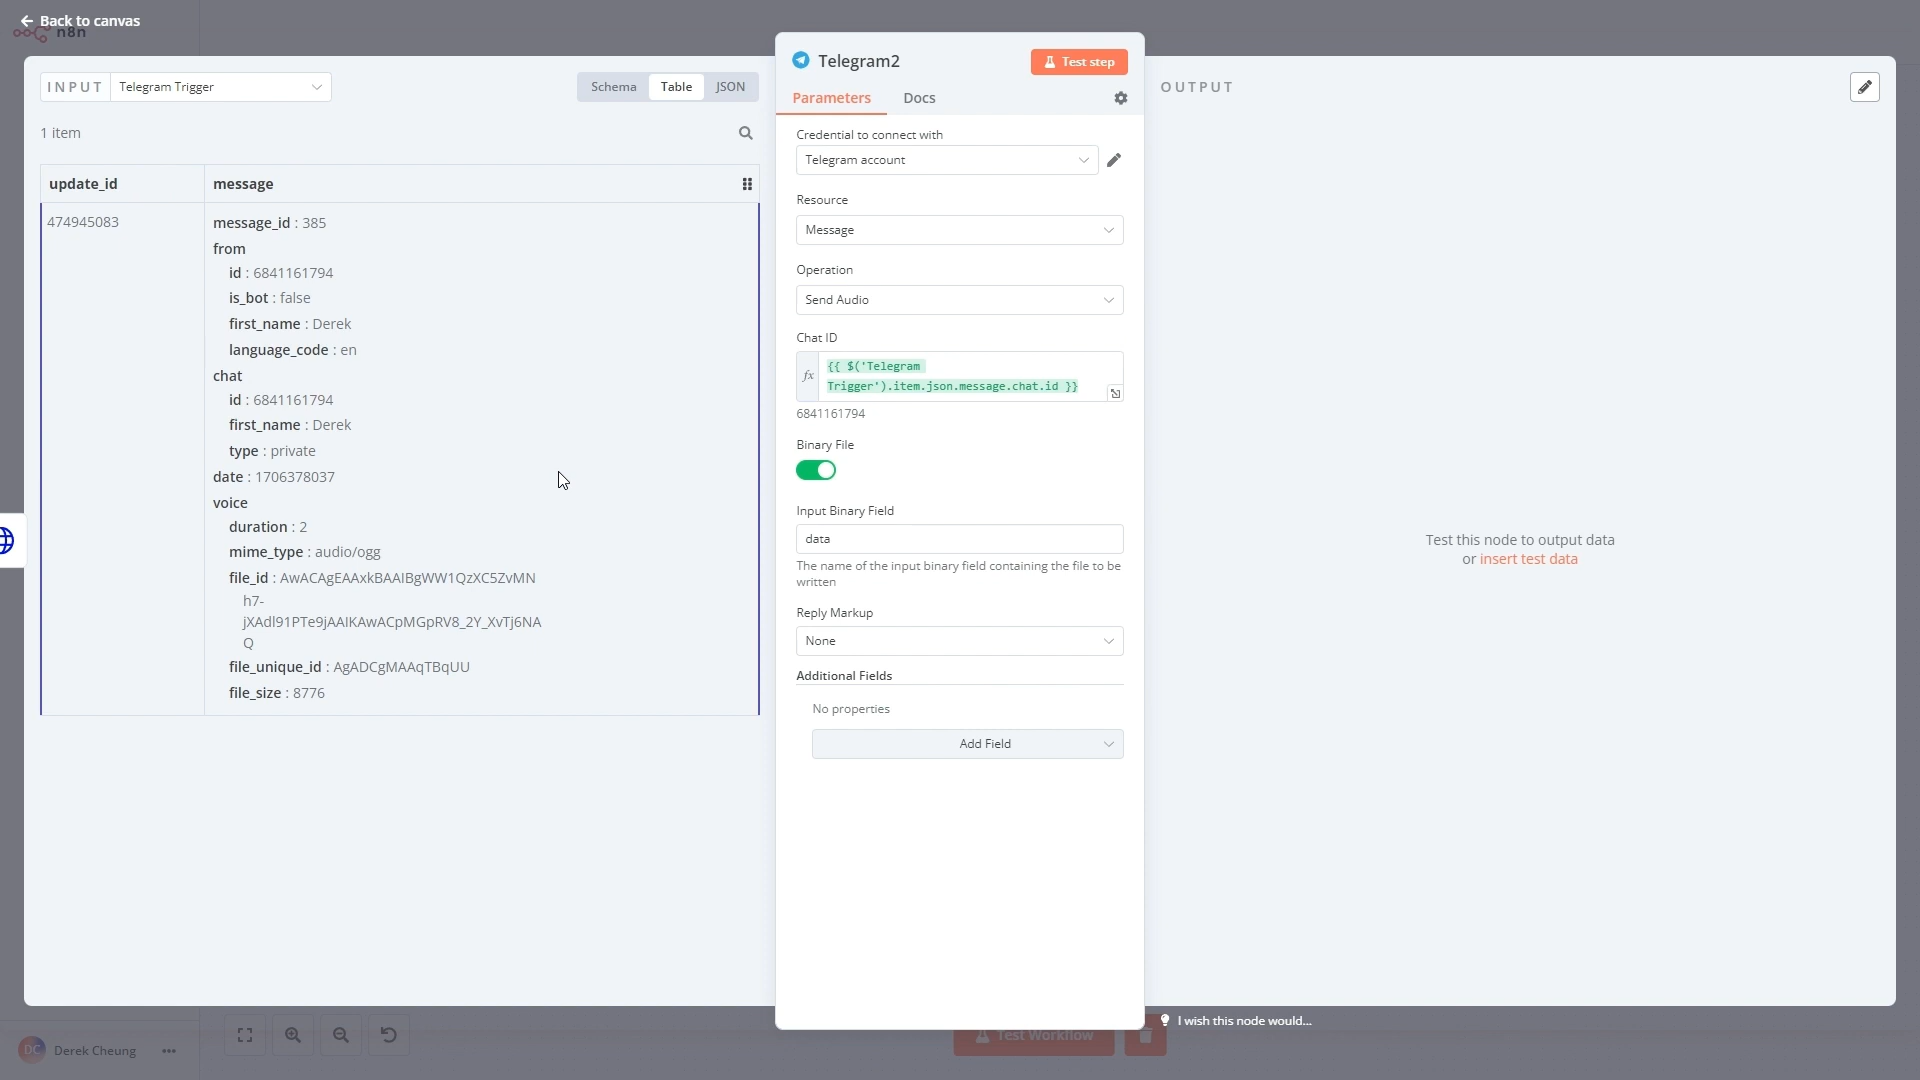 Back to canvas
n8n
INPUT
Telegram Trigger
Schema
Table
JSON
1 item
update_id
message
474945083
message_id : 385
from
id : 6841161794
is_bot : false
first_name : Derek
language_code : en
chat
id : 6841161794
first_name : Derek
type : private
date : 1706378037
voice
duration : 2
mime_type : audio/ogg
file_id : AwACAgEAAxkBAAIBgWW1QzXC5ZvMN
h7-
jXAdl91PTe9jAAIKAwACpMGpRV8_2Y_XvTj6NA
Q
file_unique_id : AgADCgMAAqTBqUU
file_size : 8776
Telegram2
Test step
Parameters
Docs
Credential to connect with
Telegram account
Resource
Message
Operation
Send Audio
Chat ID
fx
{{ $('Telegram
Trigger').item.json.message.chat.id }}
6841161794
Binary File
Input Binary Field
data
The name of the input binary field containing the file to be
written
Reply Markup
None
Additional Fields
No properties
Add Field
OUTPUT
Test this node to output data
or insert test data
I wish this node would...
Test Workflow
DC
Derek Cheung